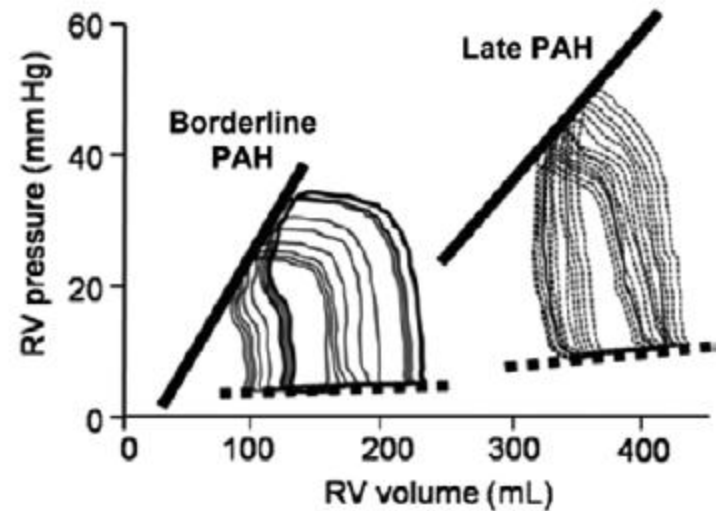 60
Late PAH
Borderline
PAH
40
20
0
RV pressure (mm Hg)
0 100 200 300 400
RV volume (mL)